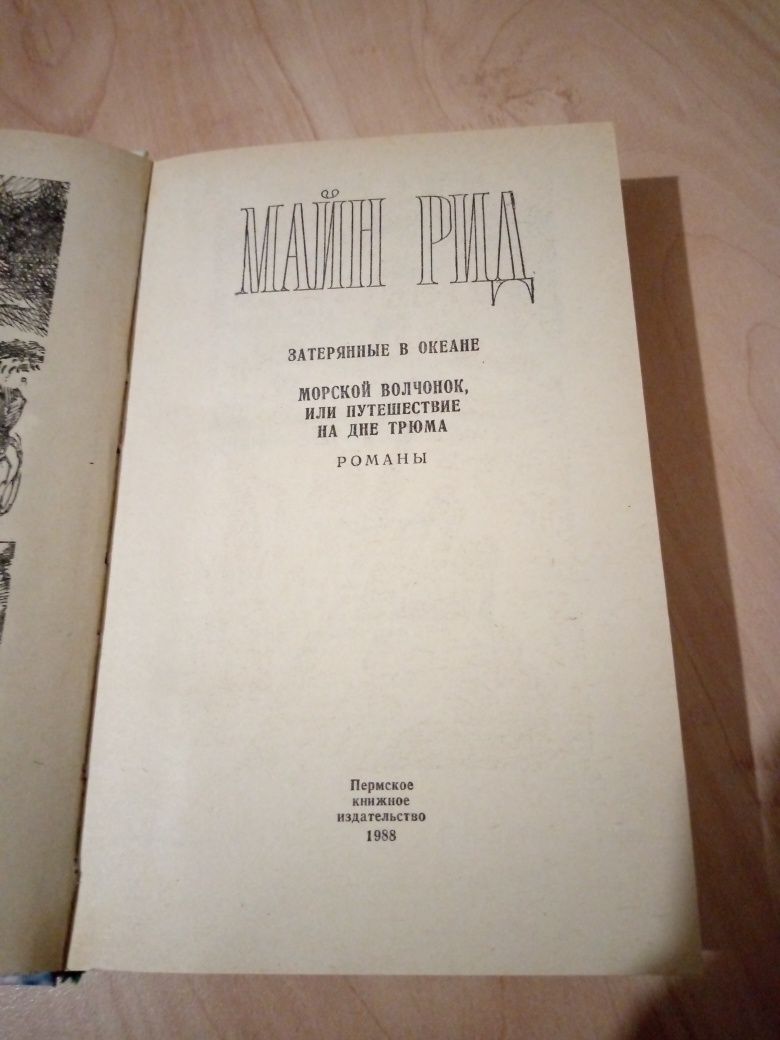 МАЙН РИД
ЗАТЕРЯННЫЕ В ОКЕАНЕ
МОРСКОЙ ВОЛЧОНОК,
ИЛИ ПУТЕШЕСТВИЕ
НА ДНЕ ТРЮМА
РОМАНЫ
Пермское
книжное
издательство
1988